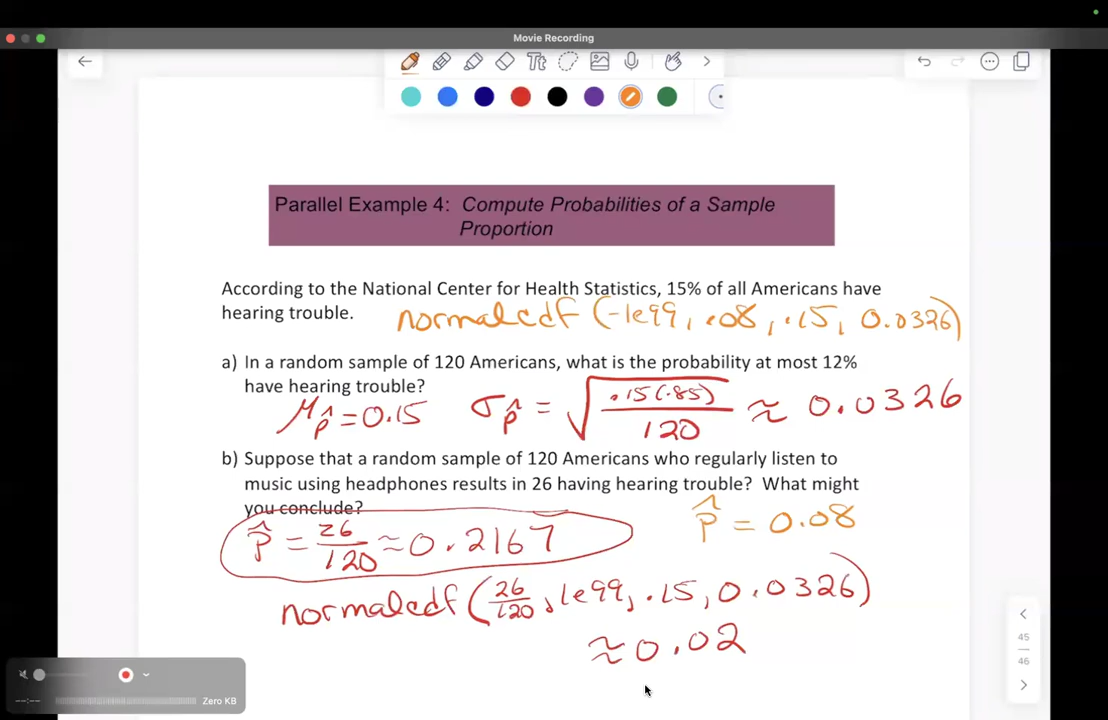 Movie Recording
Tt
Parallel Example 4: Compute Probabilities of a Sample
Proportion
According to the National Center for Health Statistics, 15% of all Americans have
hearing trouble.
normalcdf (-1e99, .08, .15, 0.0326)
a) In a random sample of 120 Americans, what is the probability at most 12%
have hearing trouble?
μp̂ = 0.15 σp̂ = √(.15(.85)/120) ≈ 0.0326
b) Suppose that a random sample of 120 Americans who regularly listen to
music using headphones results in 26 having hearing trouble? What might
you conclude?
p̂ = 0.08
p̂ = 26/120 ≈ 0.2167
normalcdf (26/120, 1e99, .15, 0.0326)
≈ 0.02
45
46
--:--
Zero KB